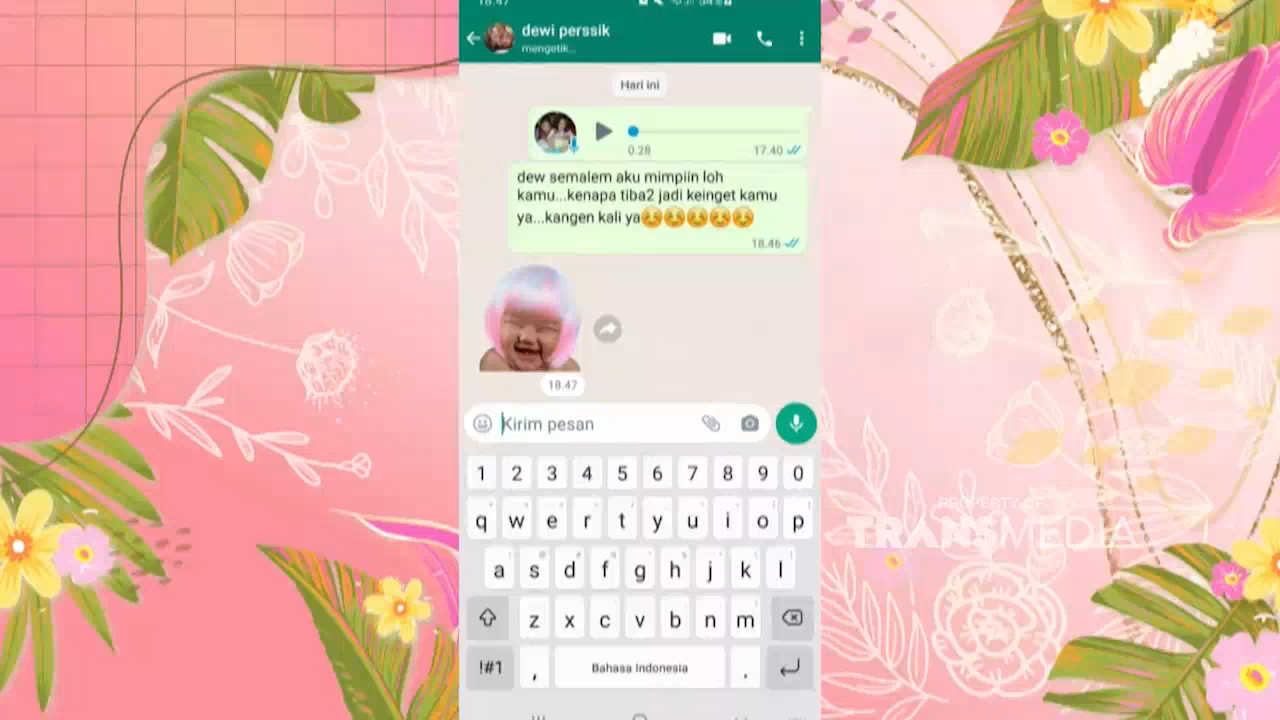 18.47
dewi perssik
mengetik...
Hari ini
0.28
17.40
dew semalem aku mimpiin loh
kamu...kenapa tiba2 jadi keinget kamu
ya...kangen kali ya☺️☺️☺️☺️☺️
18.46
18.47
Kirim pesan
1 2 3 4 5 6 7 8 9 0
q w e r t y u i o p
a s d f g h j k l
z x c v b n m
!#1 , Bahasa Indonesia .
PROPERTY OF
TRANSMEDIA